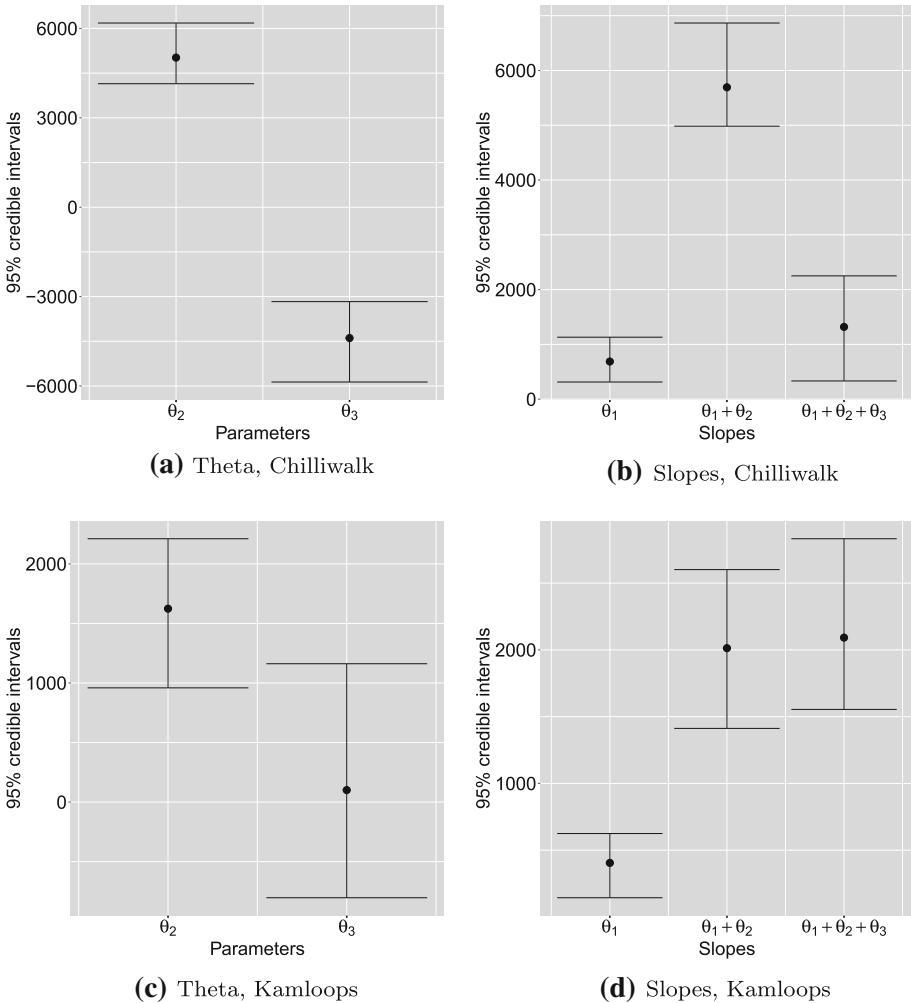 95% credible intervals
6000
3000
0
−3000
−6000
θ2
θ3
Parameters
(a) Theta, Chilliwalk
95% credible intervals
6000
4000
2000
0
θ1
θ1 + θ2
θ1 + θ2 + θ3
Slopes
(b) Slopes, Chilliwalk
95% credible intervals
2000
1000
0
θ2
θ3
Parameters
(c) Theta, Kamloops
95% credible intervals
2000
1000
θ1
θ1 + θ2
θ1 + θ2 + θ3
Slopes
(d) Slopes, Kamloops